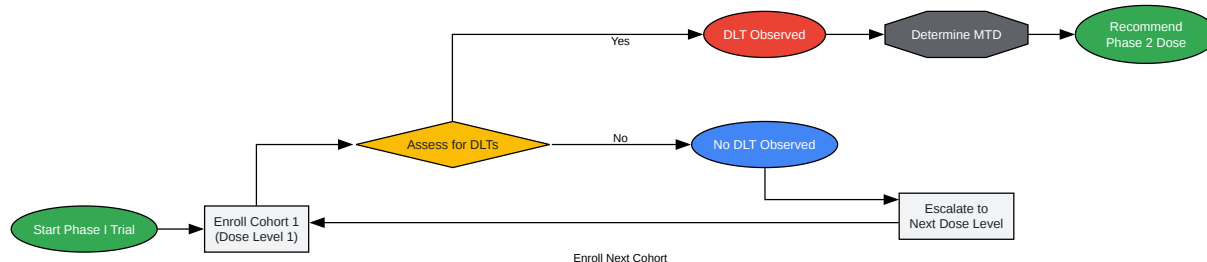 Start Phase I Trial
Enroll Cohort 1
(Dose Level 1)
Assess for DLTs
Yes
DLT Observed
Determine MTD
Recommend
Phase 2 Dose
No
No DLT Observed
Escalate to
Next Dose Level
Enroll Next Cohort